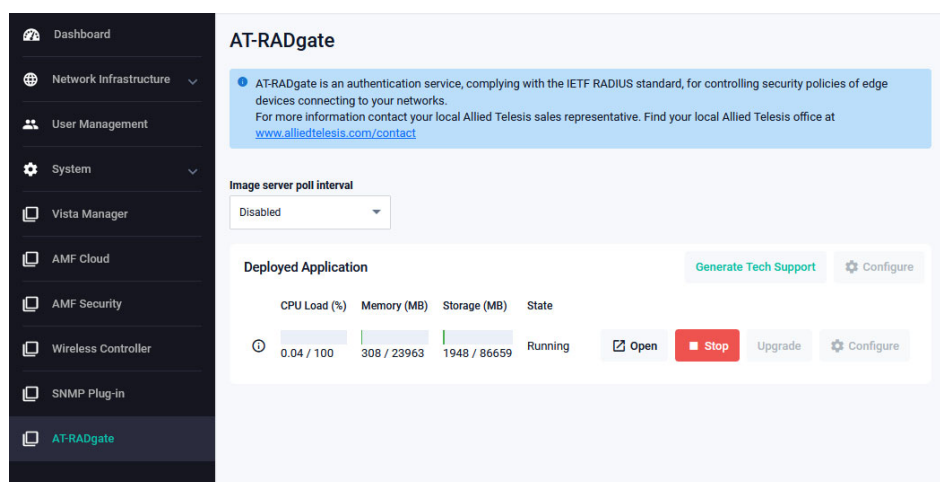 Dashboard
Network Infrastructure
User Management
System
Vista Manager
AMF Cloud
AMF Security
Wireless Controller
SNMP Plug-in
AT-RADgate
AT-RADgate
AT-RADgate is an authentication service, complying with the IETF RADIUS standard, for controlling security policies of edge
devices connecting to your networks.
For more information contact your local Allied Telesis sales representative. Find your local Allied Telesis office at
www.alliedtelesis.com/contact
Image server poll interval
Disabled
Deployed Application
Generate Tech Support
Configure
CPU Load (%) Memory (MB) Storage (MB) State
0.04 / 100 308 / 23963 1948 / 86659 Running Open Stop Upgrade Configure